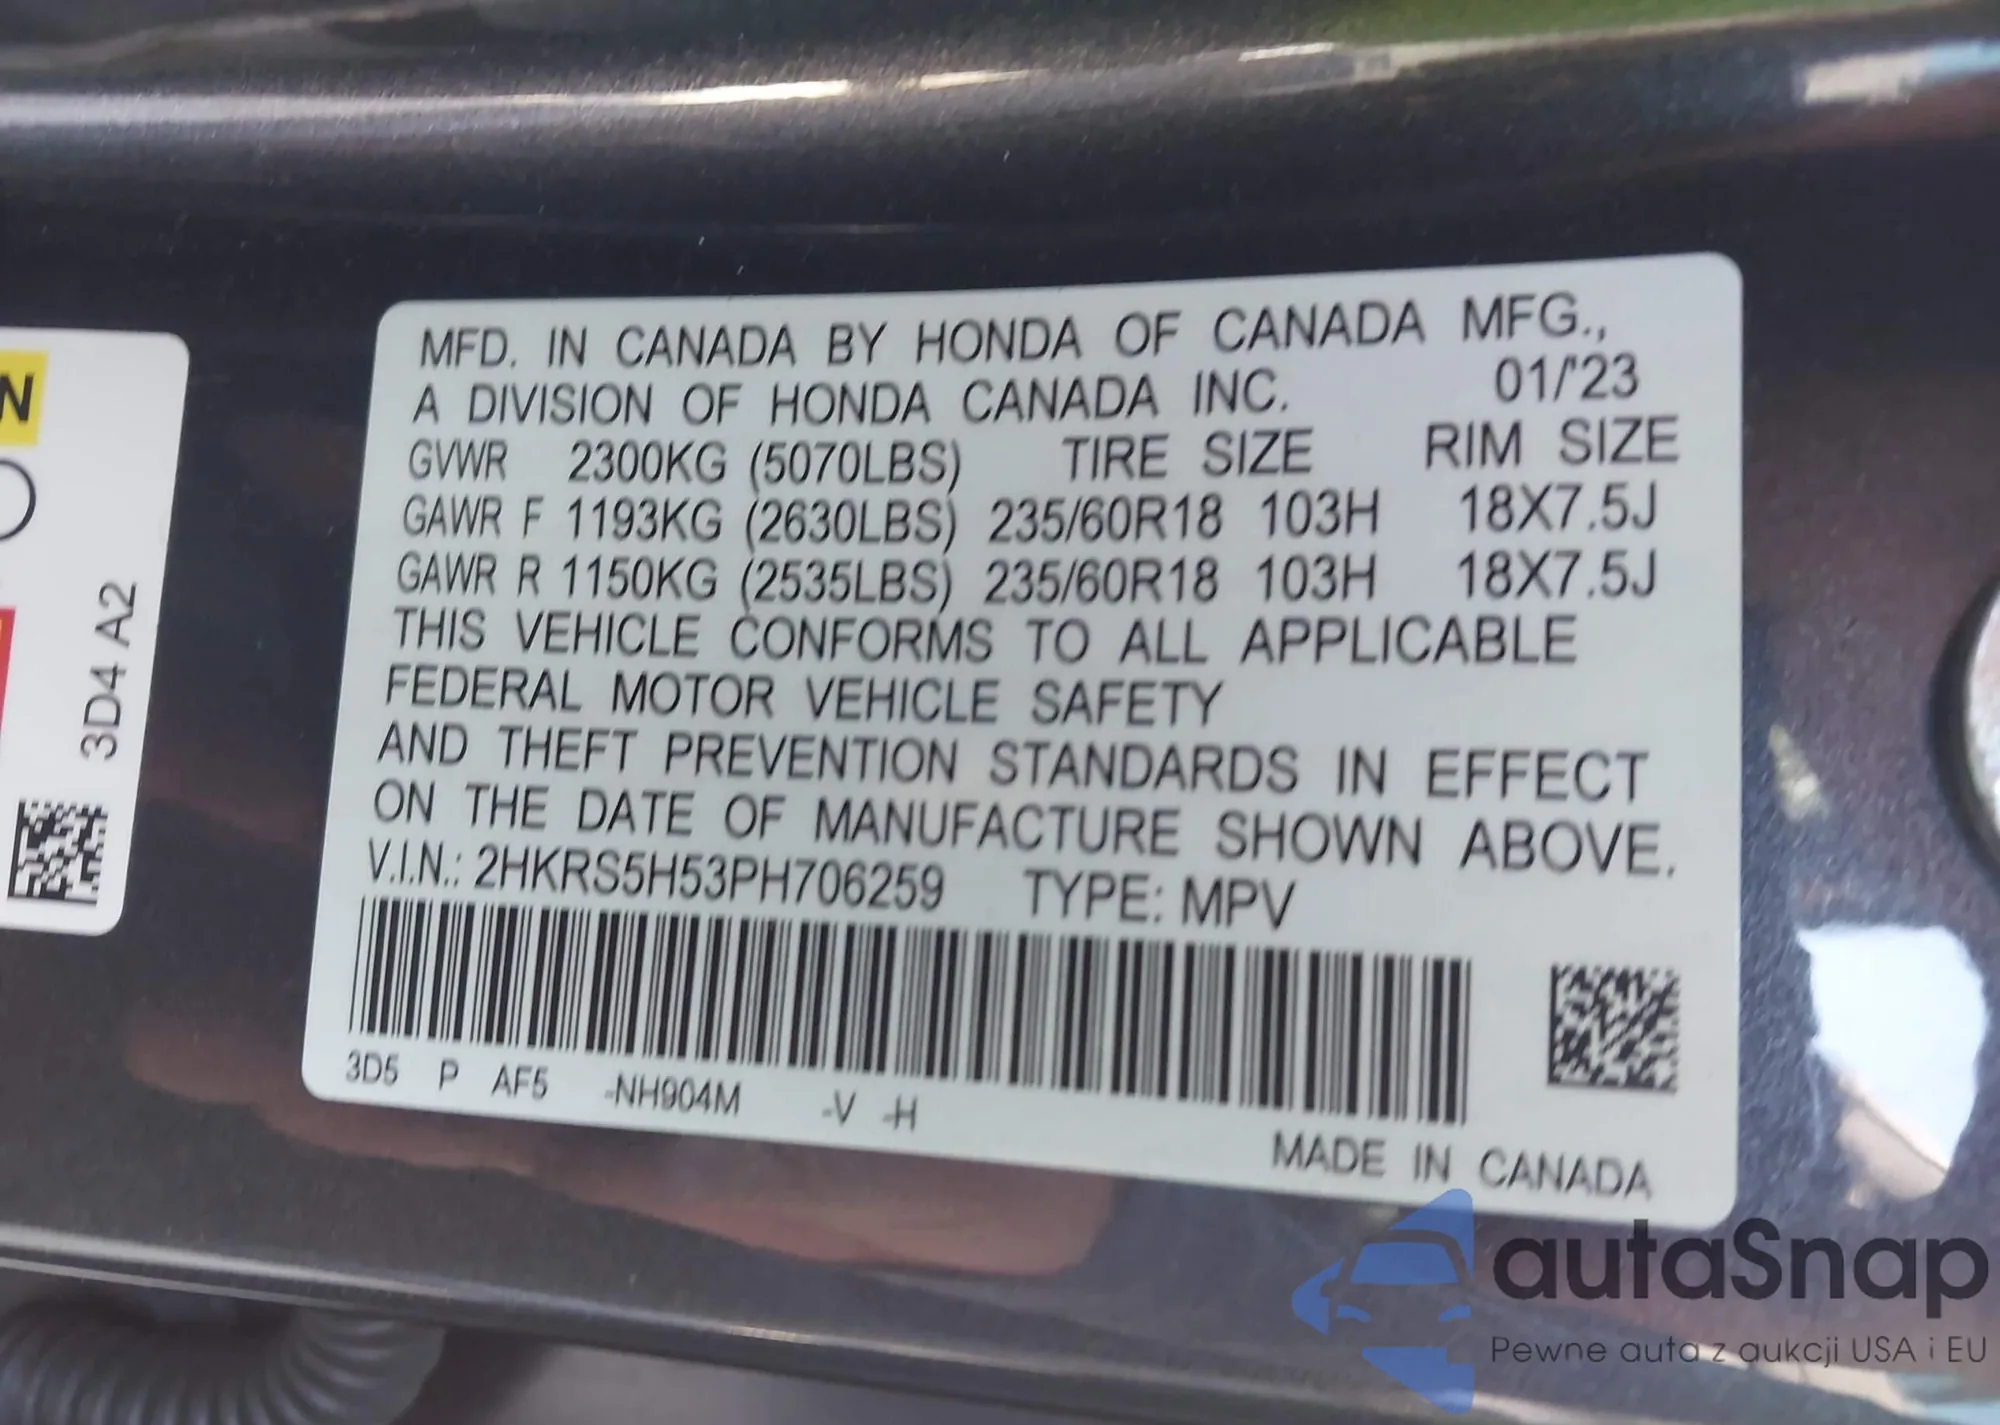 N
3D4 A2
MFD. IN CANADA BY HONDA OF CANADA MFG.,
A DIVISION OF HONDA CANADA INC. 01/'23
GVWR 2300KG (5070LBS) TIRE SIZE RIM SIZE
GAWR F 1193KG (2630LBS) 235/60R18 103H 18X7.5J
GAWR R 1150KG (2535LBS) 235/60R18 103H 18X7.5J
THIS VEHICLE CONFORMS TO ALL APPLICABLE
FEDERAL MOTOR VEHICLE SAFETY
AND THEFT PREVENTION STANDARDS IN EFFECT
ON THE DATE OF MANUFACTURE SHOWN ABOVE.
V.I.N.: 2HKRS5H53PH706259 TYPE: MPV
3D5 P AF5 -NH904M -V -H
MADE IN CANADA
autaSnap
Pewne auta z aukcji USA i EU